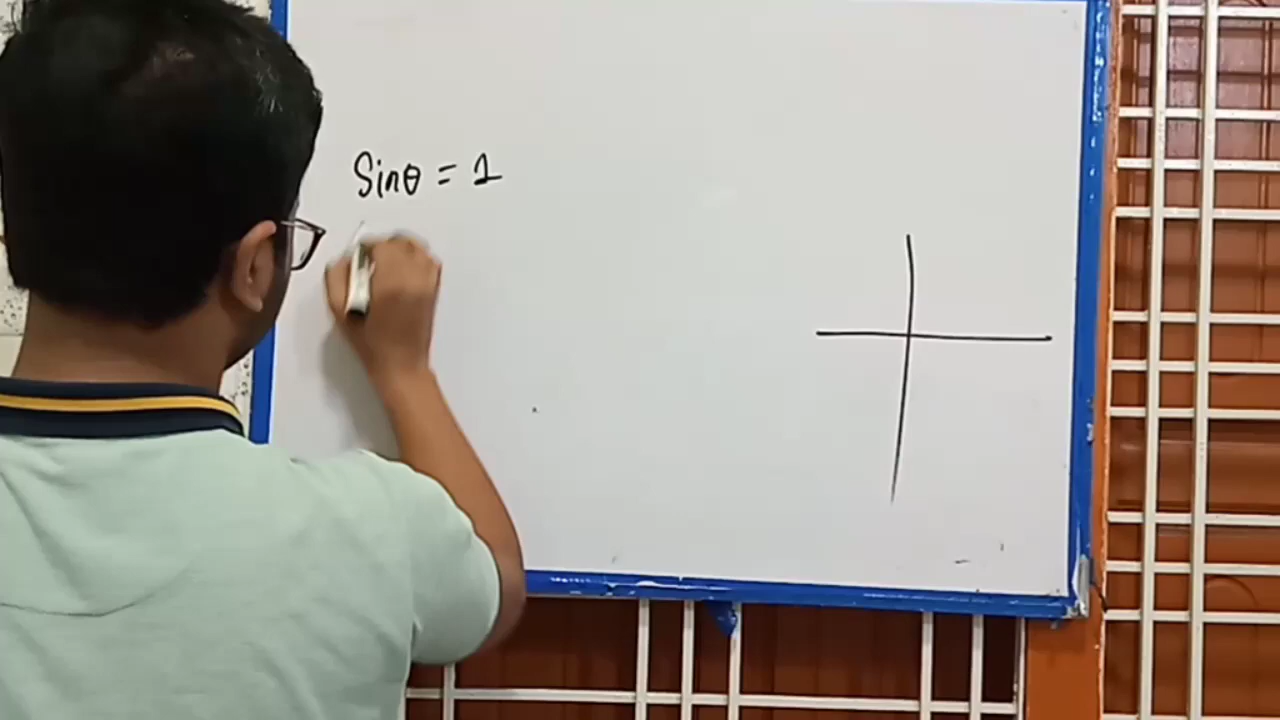 Sinθ = 1